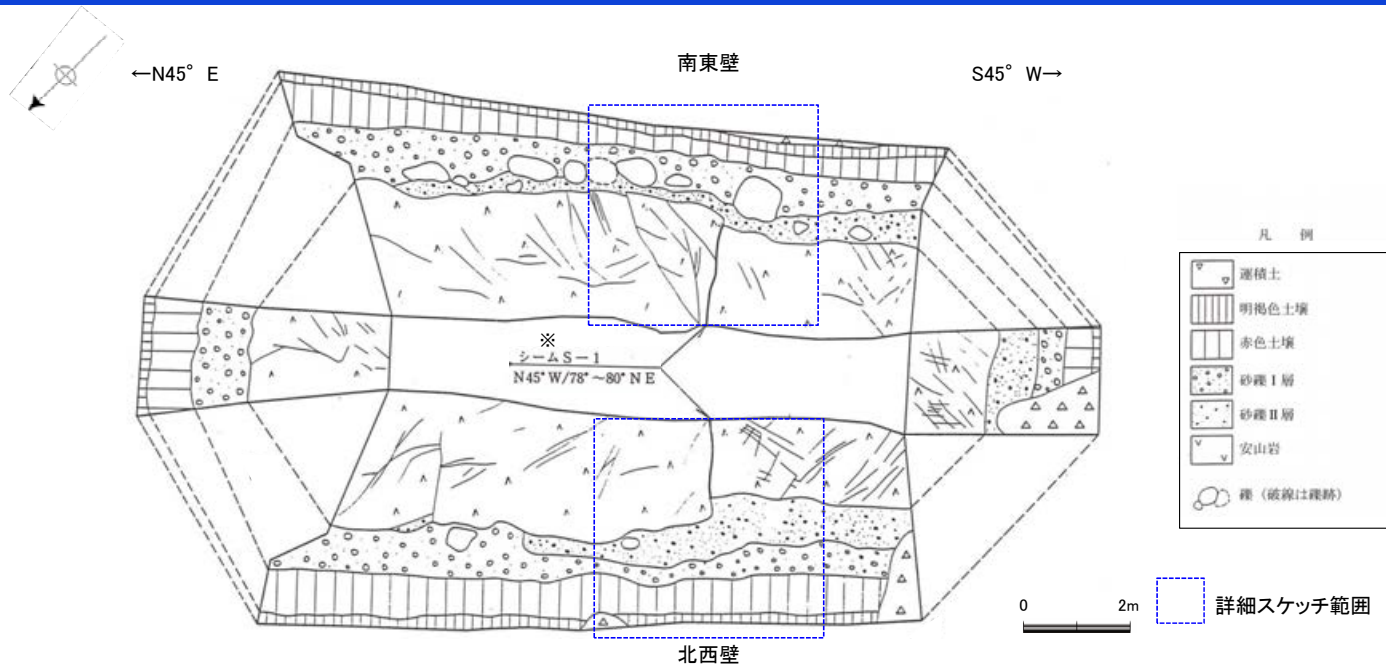 ←N45° E
南東壁
S45° W→
※
シームS-1
N45°W/78°~80°NE
北西壁
凡 例
運積土
明褐色土壌
赤色土壌
砂礫Ⅰ層
砂礫Ⅱ層
安山岩
礫（破線は礫跡）
0 2m
詳細スケッチ範囲